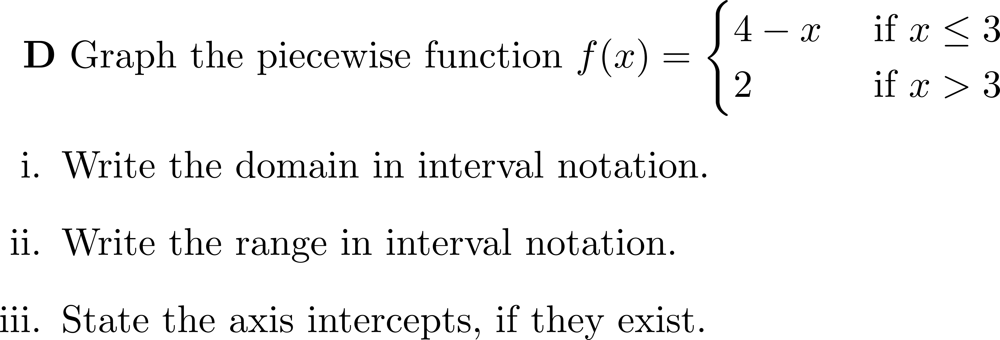 D Graph the piecewise function $f(x) = \begin{cases} 4 - x & \text{if } x \leq 3 \\ 2 & \text{if } x > 3 \end{cases}$
i. Write the domain in interval notation.
ii. Write the range in interval notation.
iii. State the axis intercepts, if they exist.